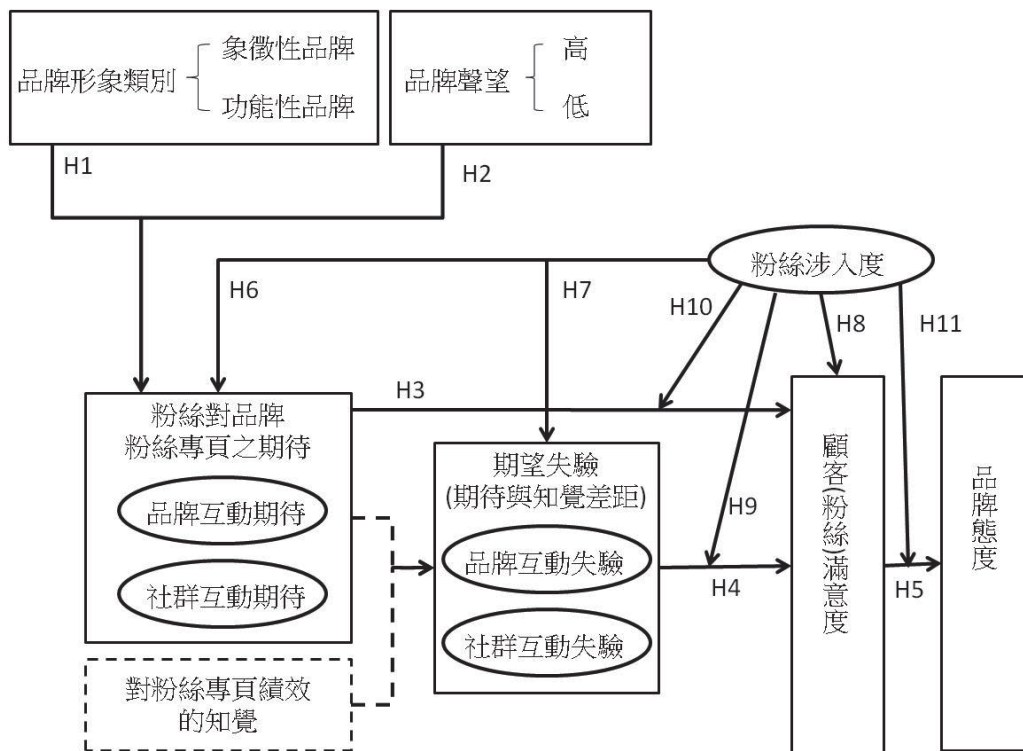 象徵性品牌
品牌形象類別
功能性品牌
高
品牌聲望
低
H1
H2
粉絲涉入度
H6
H7
H10
H8
H11
H3
粉絲對品牌
粉絲專頁之期待
品牌互動期待
社群互動期待
期望失驗
(期待與知覺差距)
品牌互動失驗
社群互動失驗
H9
H4
顧客(粉絲)滿意度
H5
品牌態度
對粉絲專頁績效
的知覺